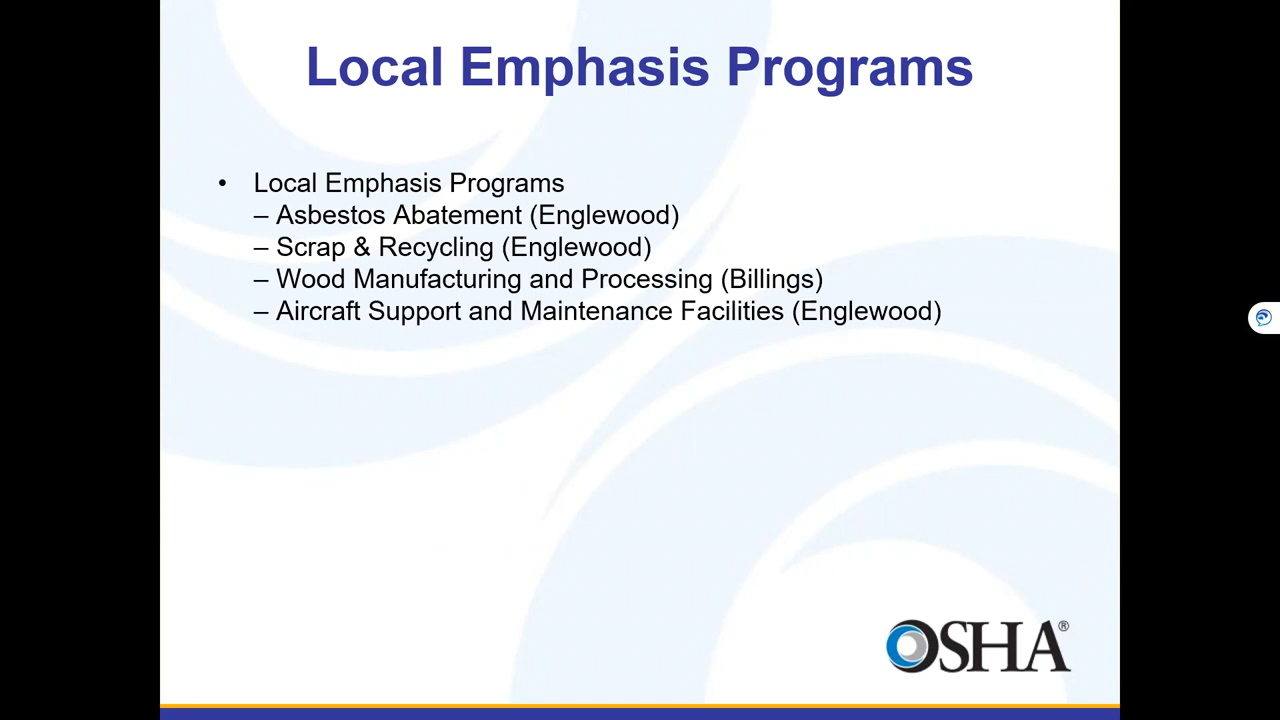 Local Emphasis Programs
• Local Emphasis Programs
– Asbestos Abatement (Englewood)
– Scrap & Recycling (Englewood)
– Wood Manufacturing and Processing (Billings)
– Aircraft Support and Maintenance Facilities (Englewood)
OSHA®